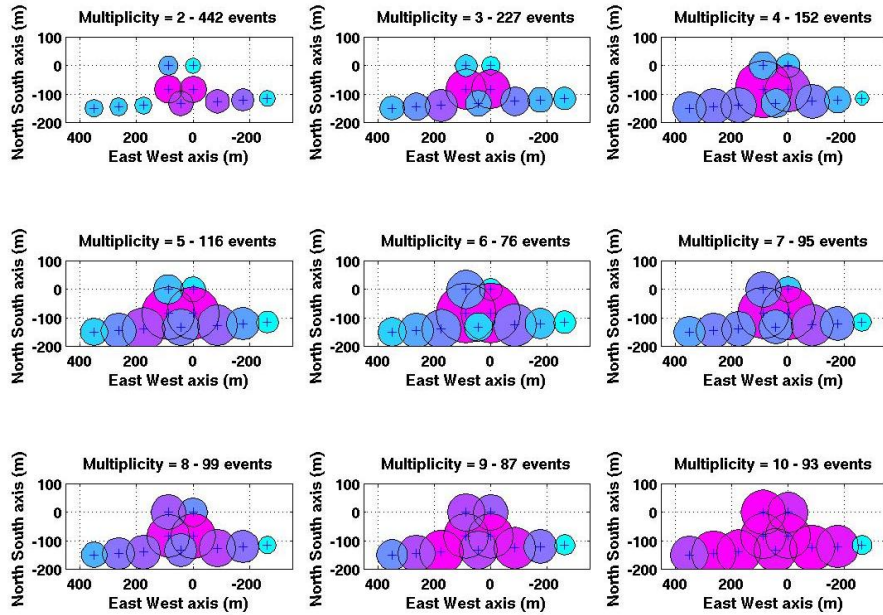 Multiplicity = 2 - 442 events
North South axis (m)
100
0
-100
-200
200
0
-200
East West axis (m)
Multiplicity = 3 - 227 events
North South axis (m)
100
0
-100
-200
400
200
0
-200
East West axis (m)
Multiplicity = 4 - 152 events
North South axis (m)
100
0
-100
-200
400
200
0
-200
East West axis (m)
Multiplicity = 5 - 116 events
North South axis (m)
100
0
-100
-200
400
200
0
-200
East West axis (m)
Multiplicity = 6 - 76 events
North South axis (m)
100
0
-100
-200
400
200
0
-200
East West axis (m)
Multiplicity = 7 - 95 events
North South axis (m)
100
0
-100
-200
400
200
0
-200
East West axis (m)
Multiplicity = 8 - 99 events
North South axis (m)
100
0
-100
-200
400
200
0
-200
East West axis (m)
Multiplicity = 9 - 87 events
North South axis (m)
100
0
-100
-200
400
200
0
-200
East West axis (m)
Multiplicity = 10 - 93 events
North South axis (m)
100
0
-100
-200
400
200
0
-200
East West axis (m)